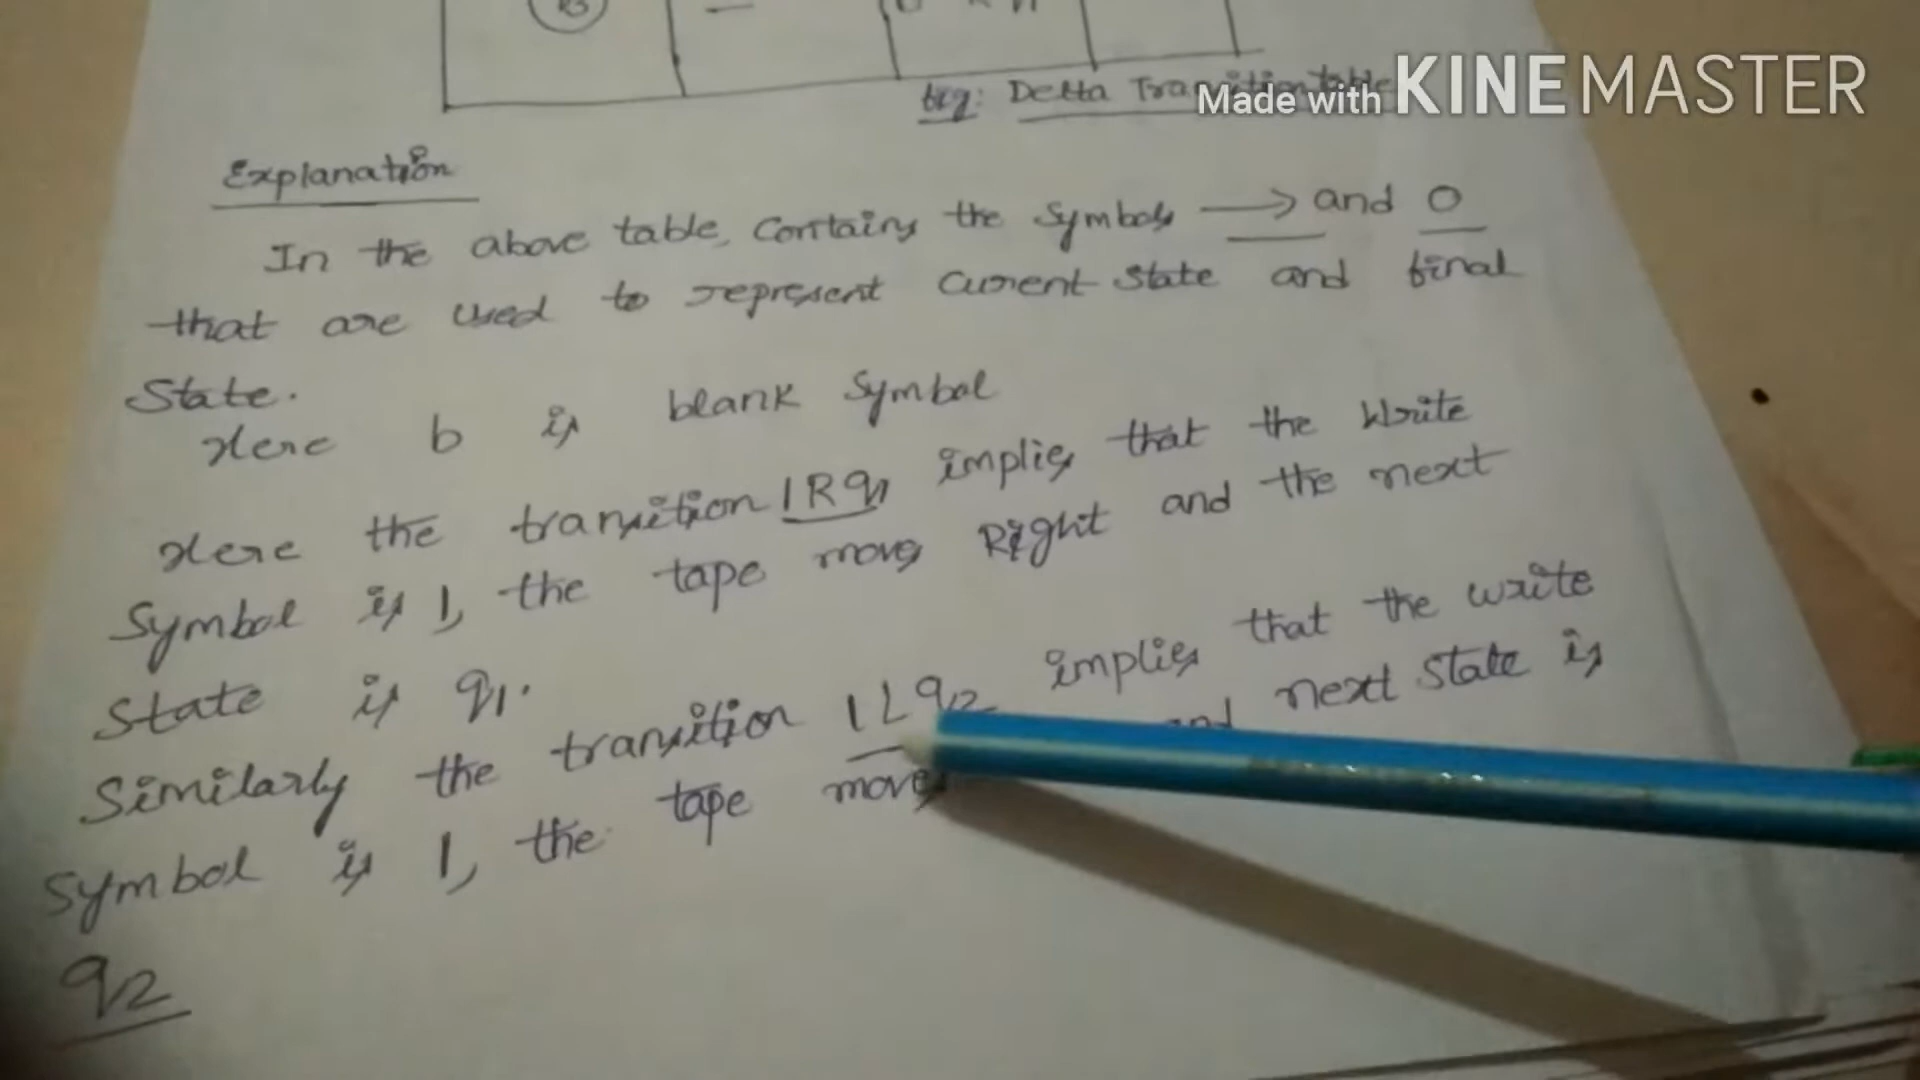 fig: Delta Transition table
Made with KINEMASTER
Explanation
In the above table, contains the symbols → and O
that are used to represent current state and final
state.
Here b is blank symbol
Here the transition 1Rq1 implies that the write
symbol is 1, the tape moves Right and the next
state is q1.
Similarly the transition 1Lq2 implies that the write
symbol is 1, the tape moves and next state is
q2